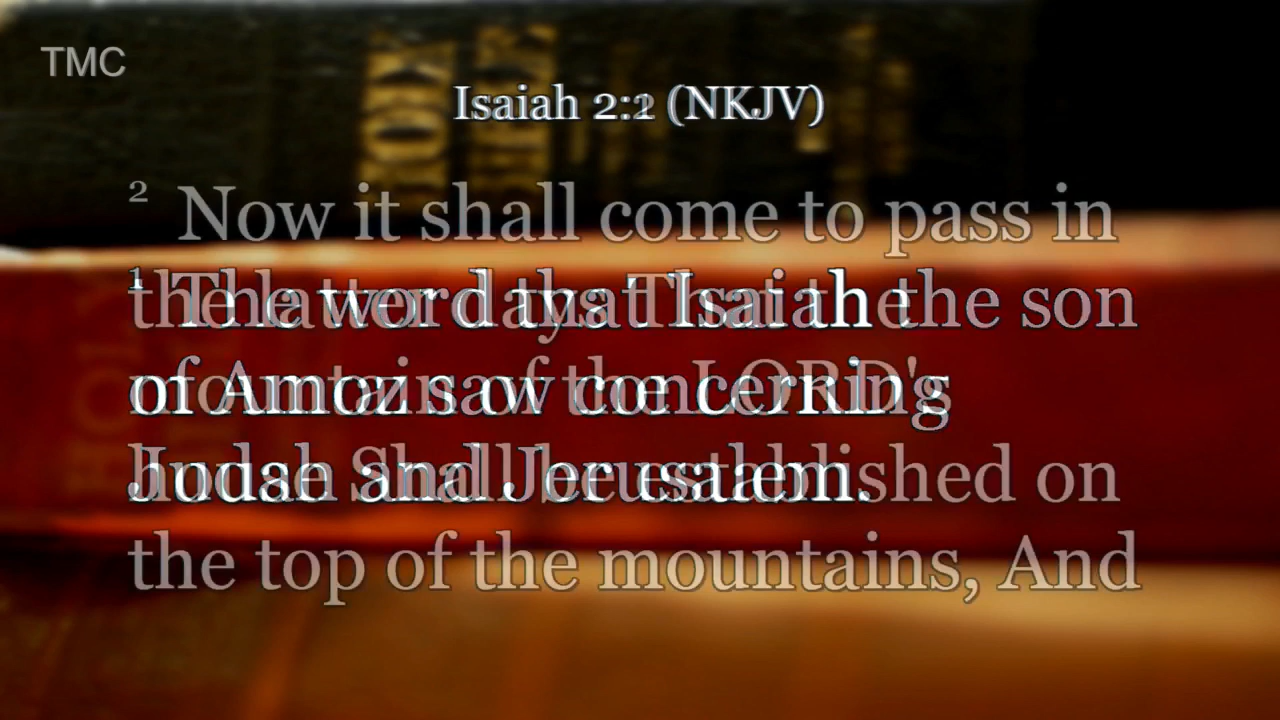 TMC
Isaiah 2:2 (NKJV)
2 Now it shall come to pass in
the latter days That the
mountain of the LORD's
house Shall be established on
the top of the mountains, And
1 The word that Isaiah the son
of Amoz saw concerning
Judah and Jerusalem.